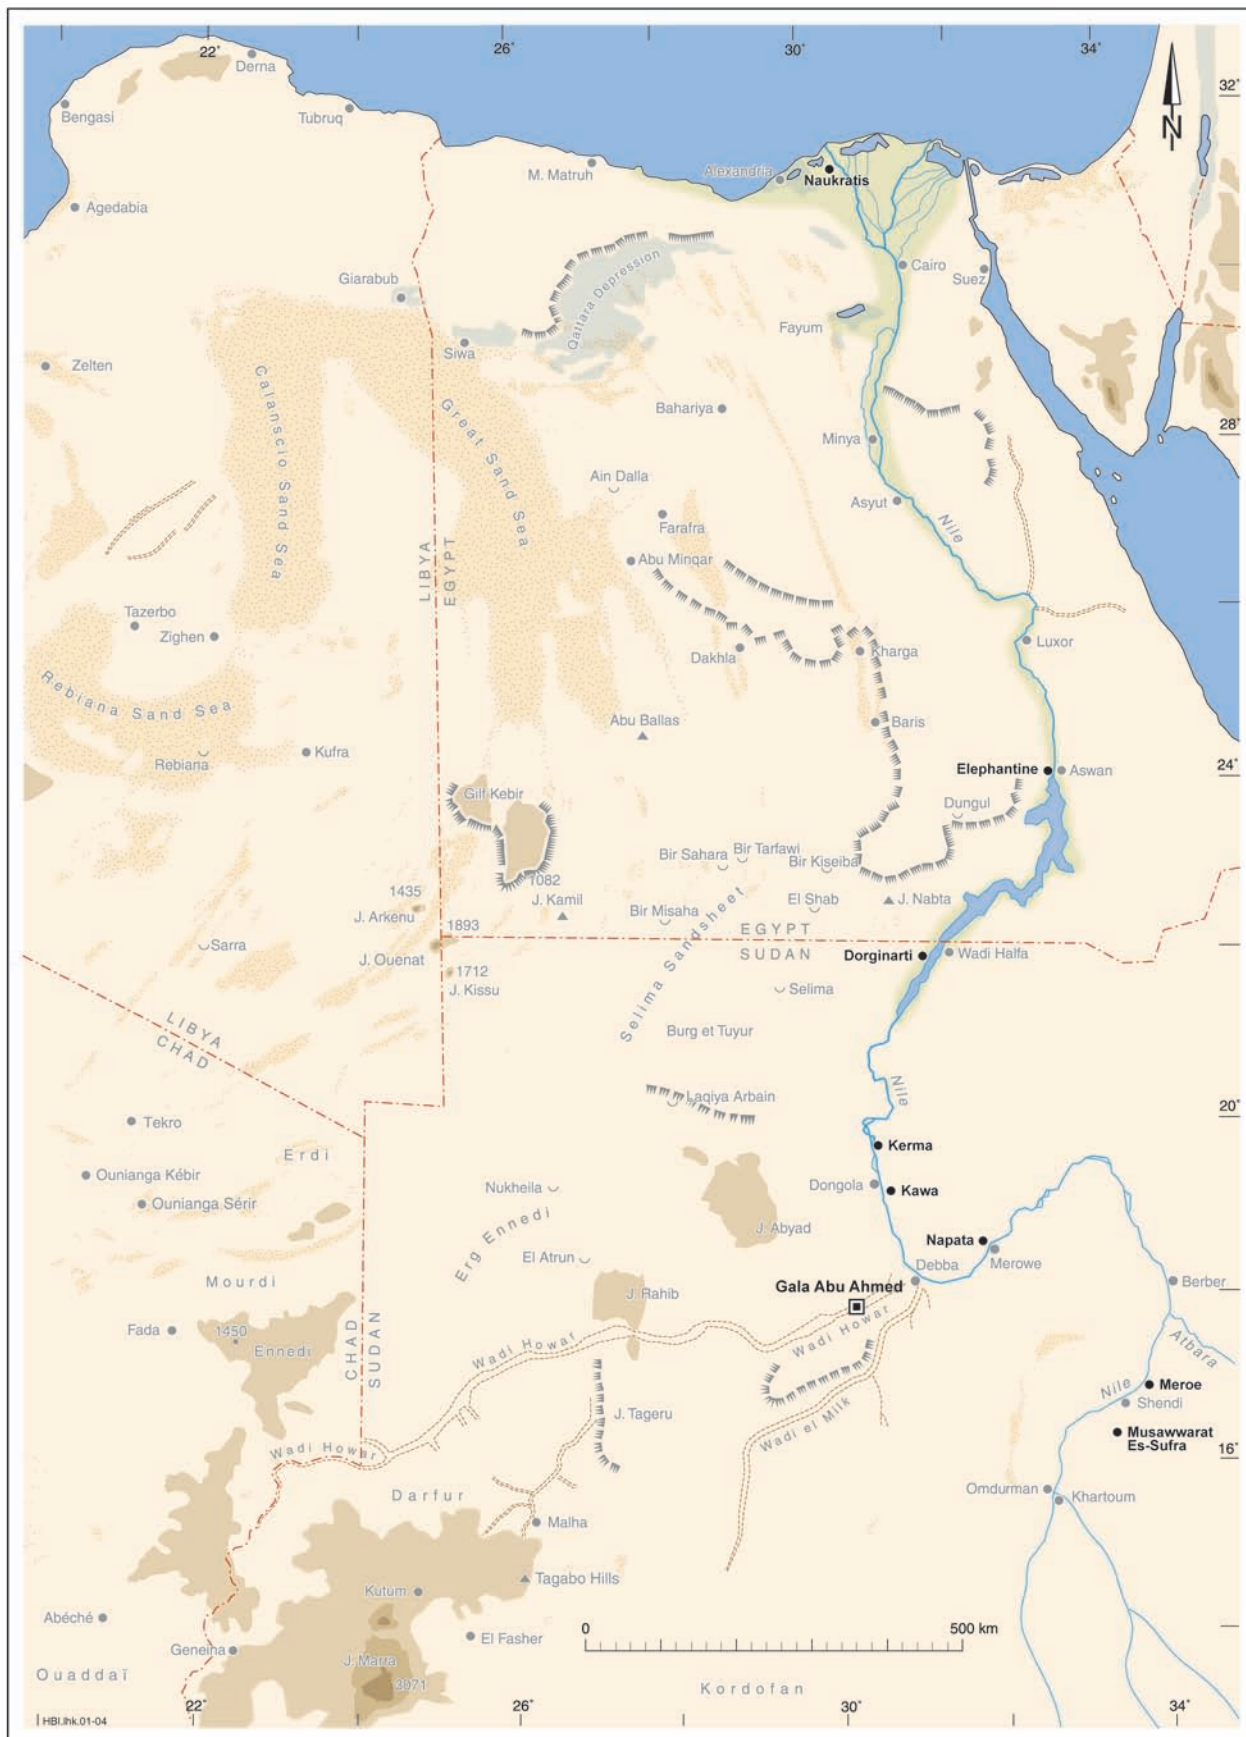 22°
26°
30°
34°
Derna
32°
Bengasi
Tubruq
N
M. Matruh
Alexandria
Naukratis
Agedabia
Qattara Depression
Cairo
Suez
Giarabub
Fayum
Siwa
Zelten
Calanscio Sand Sea
Great Sand Sea
Bahariya
28°
Minya
Ain Dalla
Asyut
Nile
Farafra
LIBYA
EGYPT
Abu Minqar
Tazerbo
Zighen
Luxor
Dakhla
Kharga
Rebiana Sand Sea
Abu Ballas
Baris
Rebiana
Kufra
Elephantine
Aswan
24°
Gilf Kebir
Dungul
Bir Sahara
Bir Tarfawi
Bir Kiseiba
1082
J. Kamil
1435
J. Arkenu
El Shab
J. Nabta
Bir Misaha
1893
Selima Sandsheet
EGYPT
SUDAN
Sarra
J. Ouenat
Dorginarti
Wadi Halfa
1712
J. Kissu
Selima
LIBYA
CHAD
Burg et Tuyur
Nile
Laqiya Arbain
20°
Tekro
Erdi
Kerma
Ounianga Kébir
Nukheila
Dongola
Kawa
Ounianga Sérir
Erg Ennedi
J. Abyad
Napata
El Atrun
Merowe
Debba
Mourdi
Gala Abu Ahmed
Berber
J. Rahib
Fada
1450
Ennedi
CHAD
SUDAN
Wadi Howar
Wadi Howar
Atbara
Nile
Meroe
Shendi
J. Tageru
Wadi el Milk
Musawwarat
Es-Sufra
Wadi Howar
16°
Darfur
Omdurman
Khartoum
Malha
Kutum
Tagabo Hills
Abéché
0
500 km
El Fasher
Geneina
J. Marra
Ouaddaï
3071
Kordofan
22°
26°
30°
34°
HBI.lhk.01-04